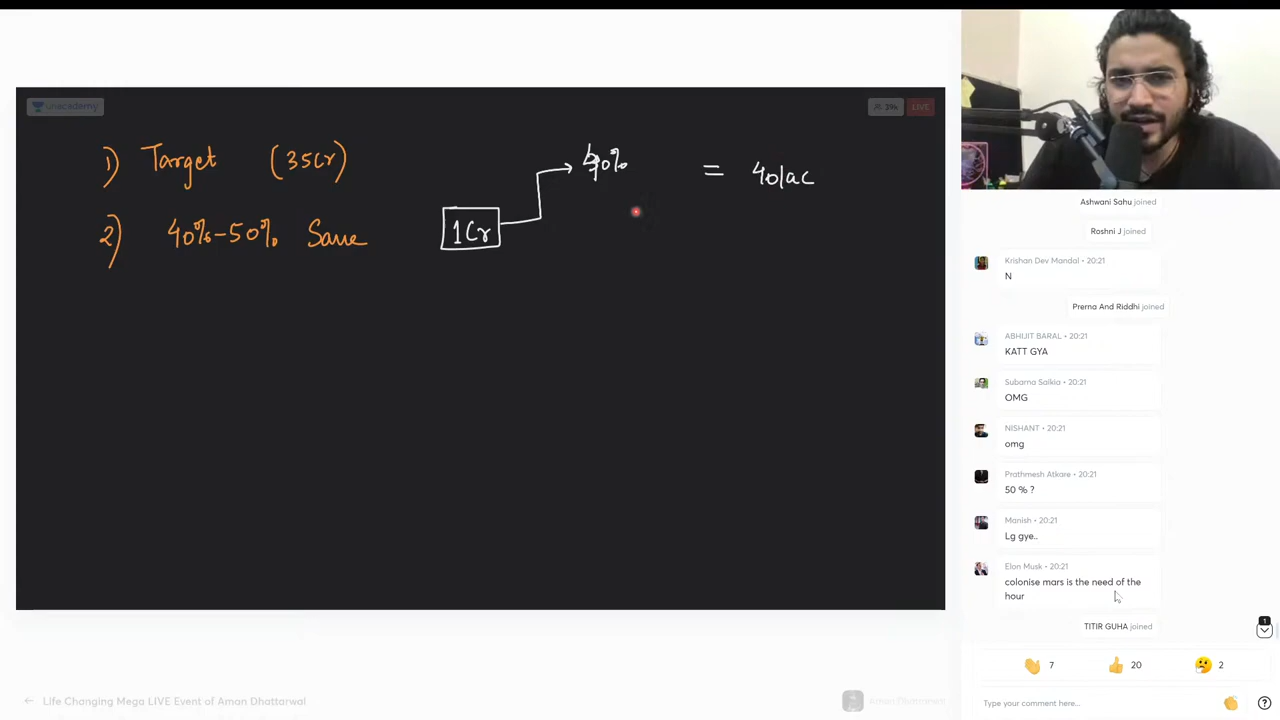 unacademy
39%
LIVE
1) Target (35Cr)
40%
= 40lac
2) 40%-50% Save
1Cr
Ashwani Sahu joined
Roshni J joined
Krishan Dev Mandal • 20:21
N
Prerna And Riddhi joined
ABHIJIT BARAL • 20:21
KATT GYA
Subarna Saikia • 20:21
OMG
NISHANT • 20:21
omg
Prathmesh Atkare • 20:21
50 % ?
Manish • 20:21
Lg gye..
Elon Musk • 20:21
colonise mars is the need of the
hour
TITIR GUHA joined
1
7
20
2
Life Changing Mega LIVE Event of Aman Dhattarwal
Type your comment here...